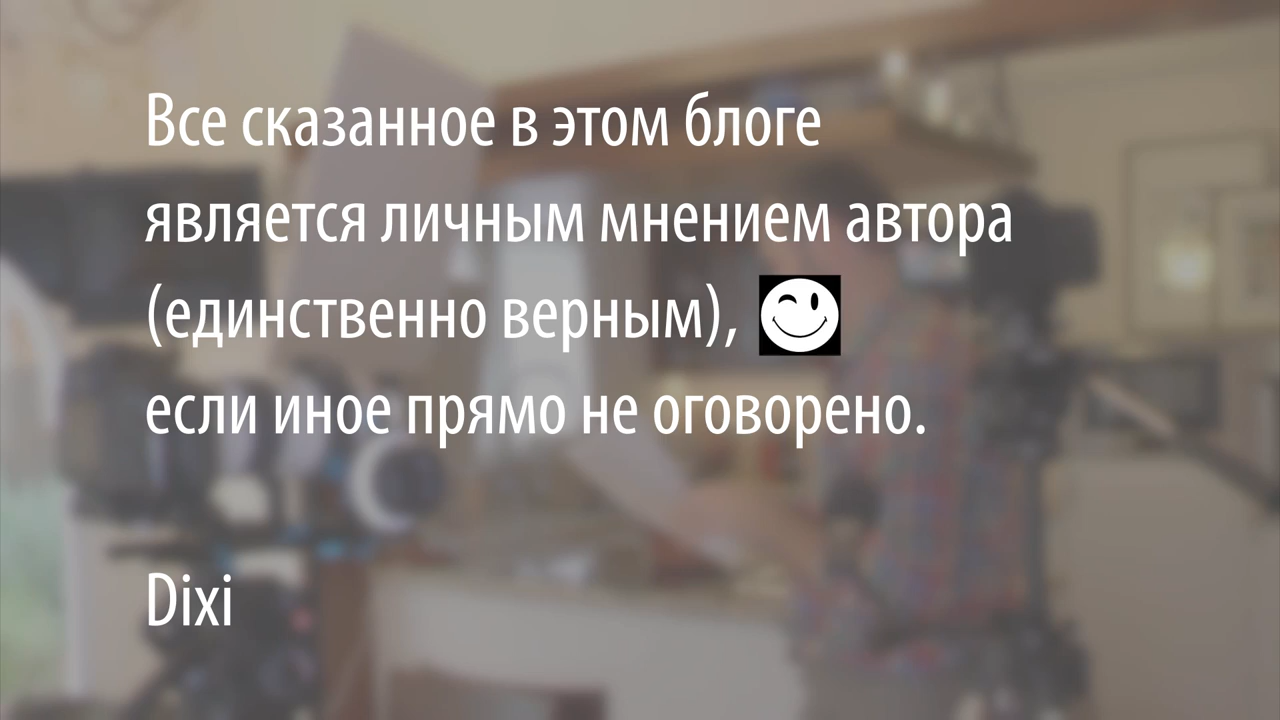 Все сказанное в этом блоге
является личным мнением автора
(единственно верным),
если иное прямо не оговорено.
Dixi